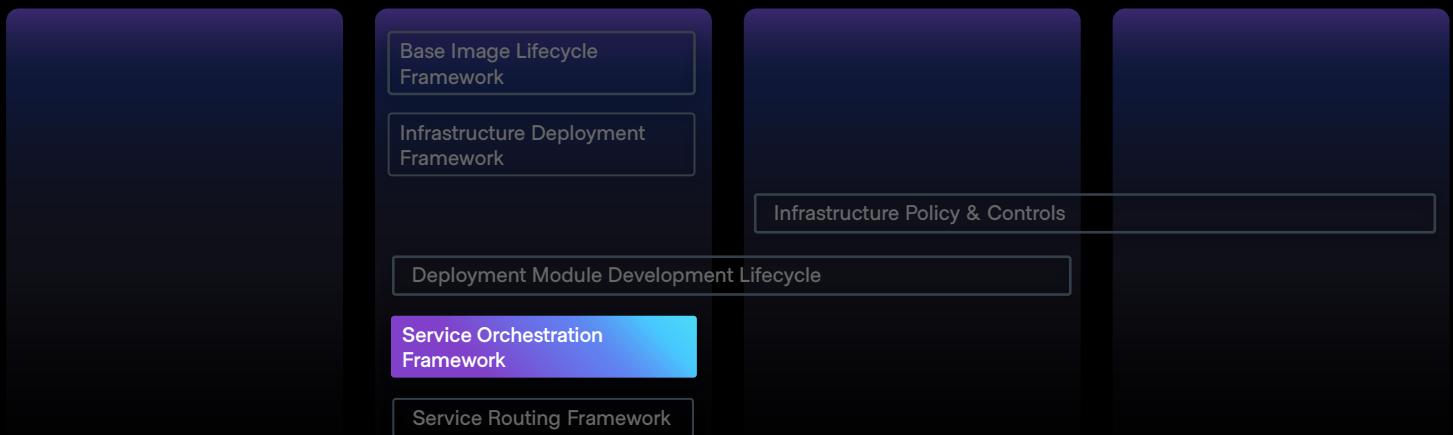 Base Image Lifecycle
Framework
Infrastructure Deployment
Framework
Infrastructure Policy & Controls
Deployment Module Development Lifecycle
Service Orchestration
Framework
Service Routing Framework